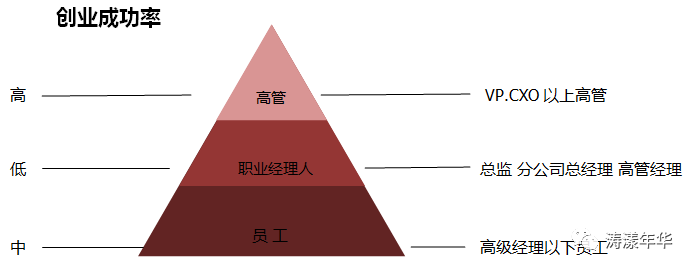 创业成功率
高 高管 VP.CXO 以上高管
低 职业经理人 总监 分公司总经理 高管经理
中 员 工 高级经理以下员工
涛漾年华